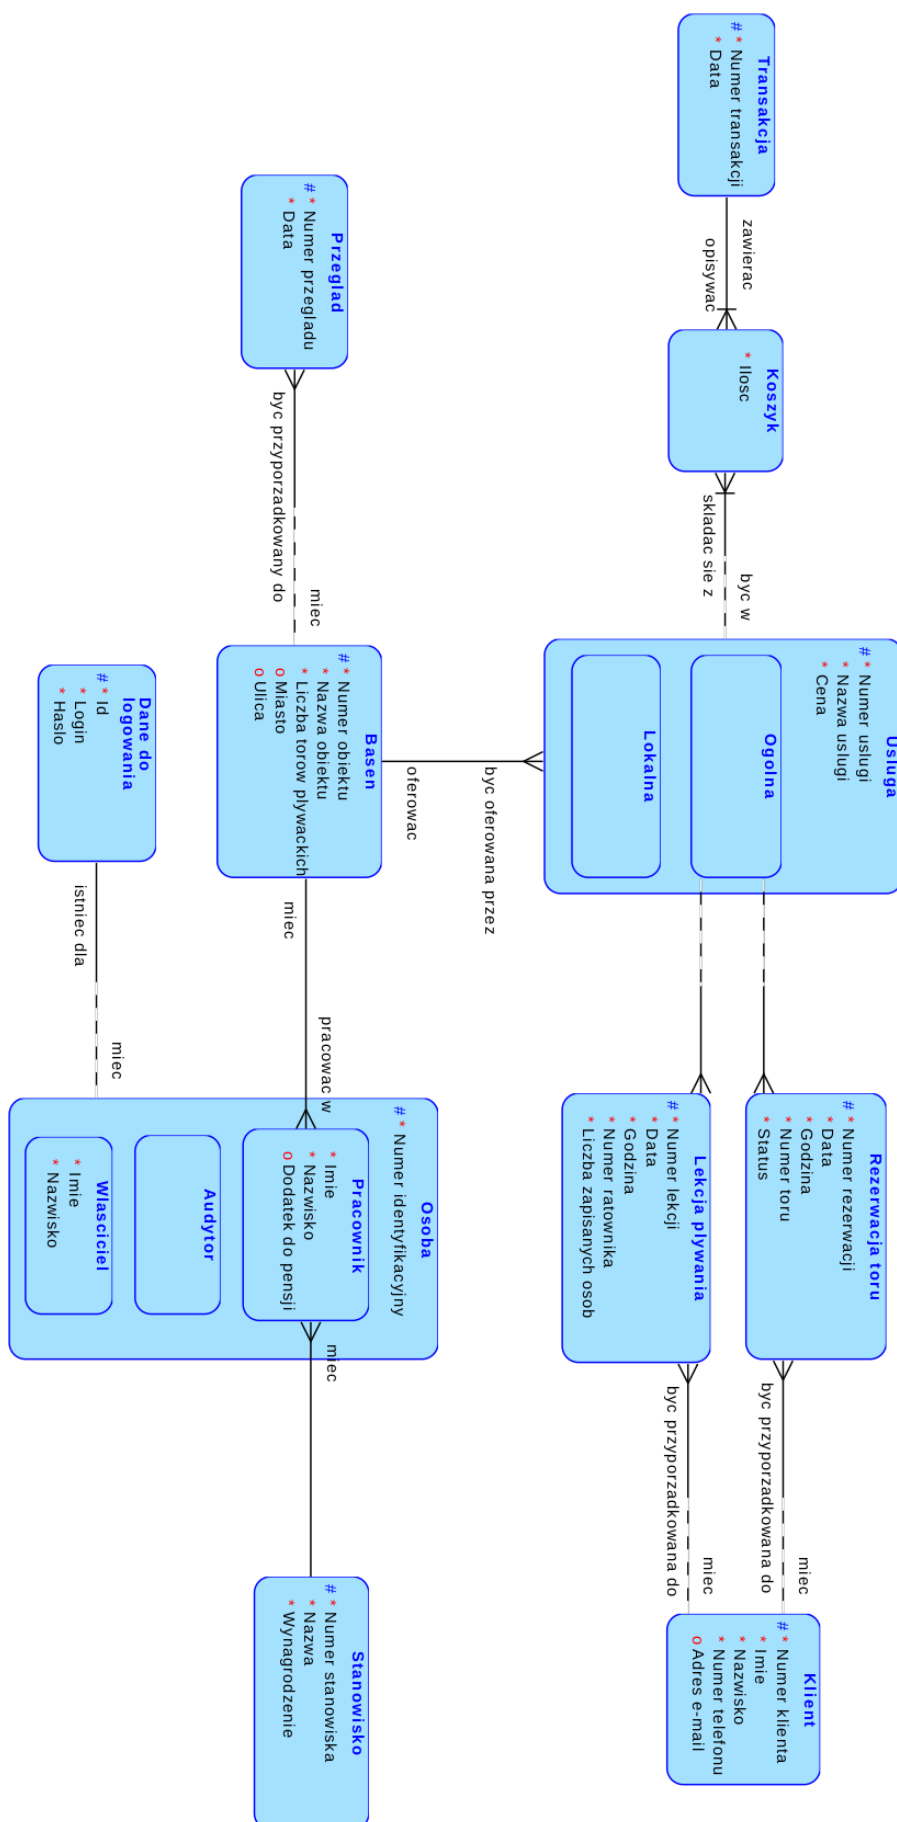 Transakcja
# * Numer transakcji
* Data
zawierac
opisywac
Koszyk
* Ilosc
skladac sie z
byc w
Usluga
# * Numer uslugi
* Nazwa uslugi
* Cena
Ogolna
Lokalna
Rezerwacja toru
# * Numer rezerwacji
* Data
* Godzina
* Numer toru
* Status
byc przyporzadkowana do
miec
Klient
# * Numer klienta
* Imie
* Nazwisko
* Numer telefonu
o Adres e-mail
Lekcja plywania
# * Numer lekcji
* Data
* Godzina
* Numer ratownika
* Liczba zapisanych osob
byc przyporzadkowana do
miec
byc oferowana przez
oferowac
Przeglad
# * Numer przegladu
* Data
byc przyporzadkowany do
miec
Basen
# * Numer obiektu
* Nazwa obiektu
* Liczba torow plywackich
o Miasto
o Ulica
miec
pracowac w
Osoba
# * Numer identyfikacyjny
Pracownik
* Imie
* Nazwisko
o Dodatek do pensji
Audytor
Wlasciciel
* Imie
* Nazwisko
miec
Stanowisko
# * Numer stanowiska
* Nazwa
* Wynagrodzenie
Dane do
logowania
# * Id
* Login
* Haslo
istniec dla
miec